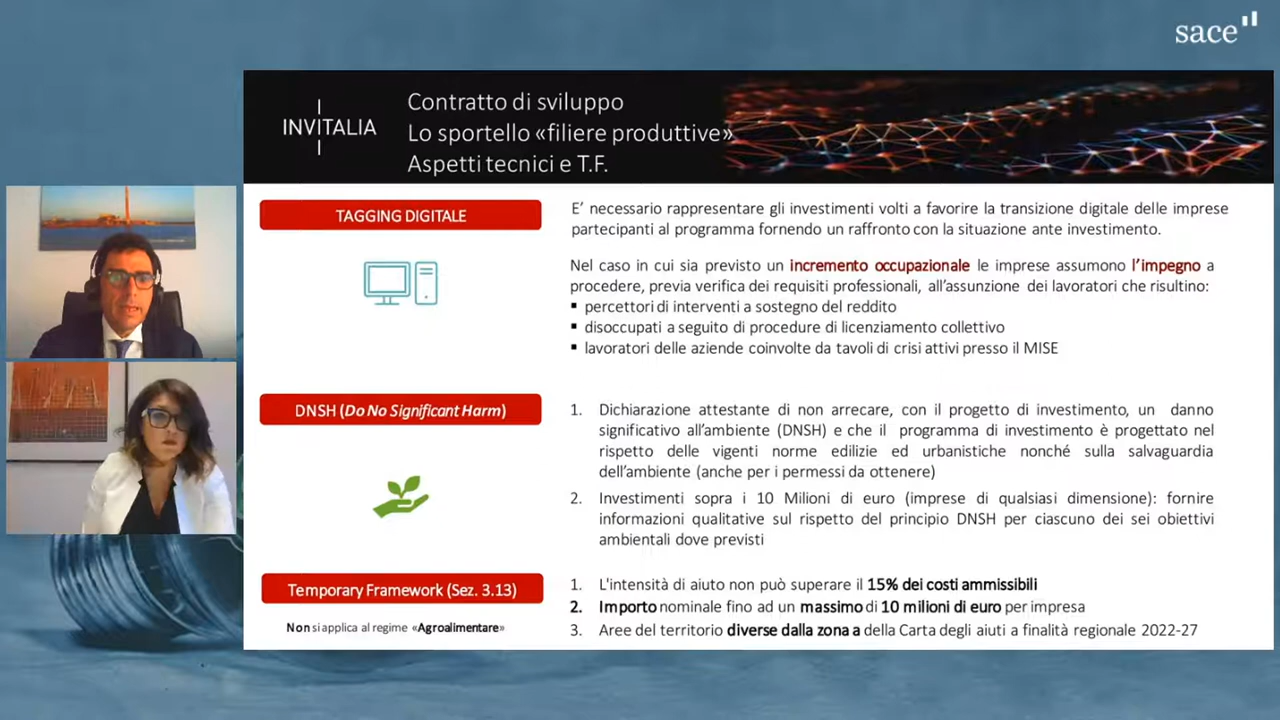 sace
INVITALIA
Contratto di sviluppo
Lo sportello «filiere produttive»
Aspetti tecnici e T.F.
TAGGING DIGITALE
E’ necessario rappresentare gli investimenti volti a favorire la transizione digitale delle imprese
partecipanti al programma fornendo un raffronto con la situazione ante investimento.
Nel caso in cui sia previsto un incremento occupazionale le imprese assumono l’impegno a
procedere, previa verifica dei requisiti professionali, all’assunzione dei lavoratori che risultino:
▪ percettori di interventi a sostegno del reddito
▪ disoccupati a seguito di procedure di licenziamento collettivo
▪ lavoratori delle aziende coinvolte da tavoli di crisi attivi presso il MISE
DNSH (Do No Significant Harm)
1. Dichiarazione attestante di non arrecare, con il progetto di investimento, un danno
significativo all’ambiente (DNSH) e che il programma di investimento è progettato nel
rispetto delle vigenti norme edilizie ed urbanistiche nonché sulla salvaguardia
dell’ambiente (anche per i permessi da ottenere)
2. Investimenti sopra i 10 Milioni di euro (imprese di qualsiasi dimensione): fornire
informazioni qualitative sul rispetto del principio DNSH per ciascuno dei sei obiettivi
ambientali dove previsti
Temporary Framework (Sez. 3.13)
Non si applica al regime «Agroalimentare»
1. L'intensità di aiuto non può superare il 15% dei costi ammissibili
2. Importo nominale fino ad un massimo di 10 milioni di euro per impresa
3. Aree del territorio diverse dalla zona a della Carta degli aiuti a finalità regionale 2022-27